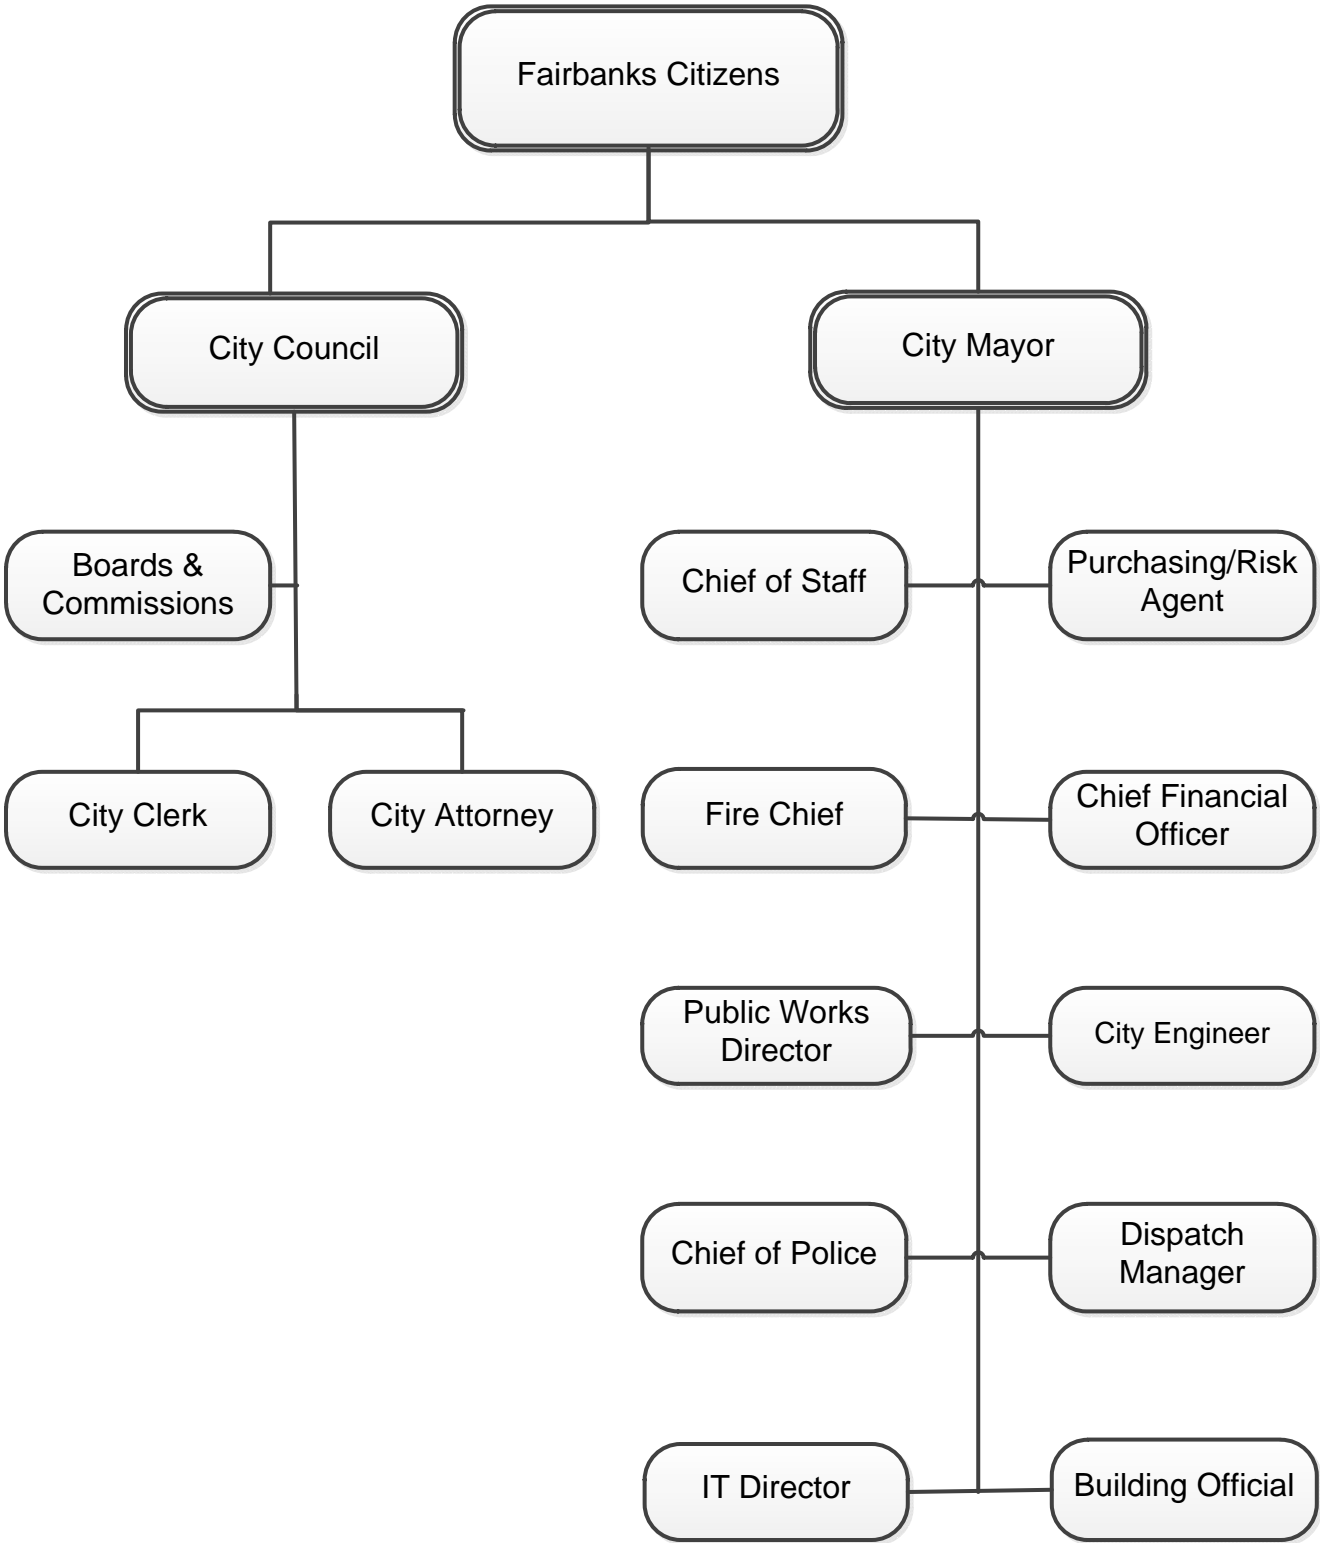 Fairbanks Citizens
City Council
City Mayor
Boards &
Commissions
Chief of Staff
Purchasing/Risk
Agent
City Clerk
City Attorney
Fire Chief
Chief Financial
Officer
Public Works
Director
City Engineer
Chief of Police
Dispatch
Manager
IT Director
Building Official